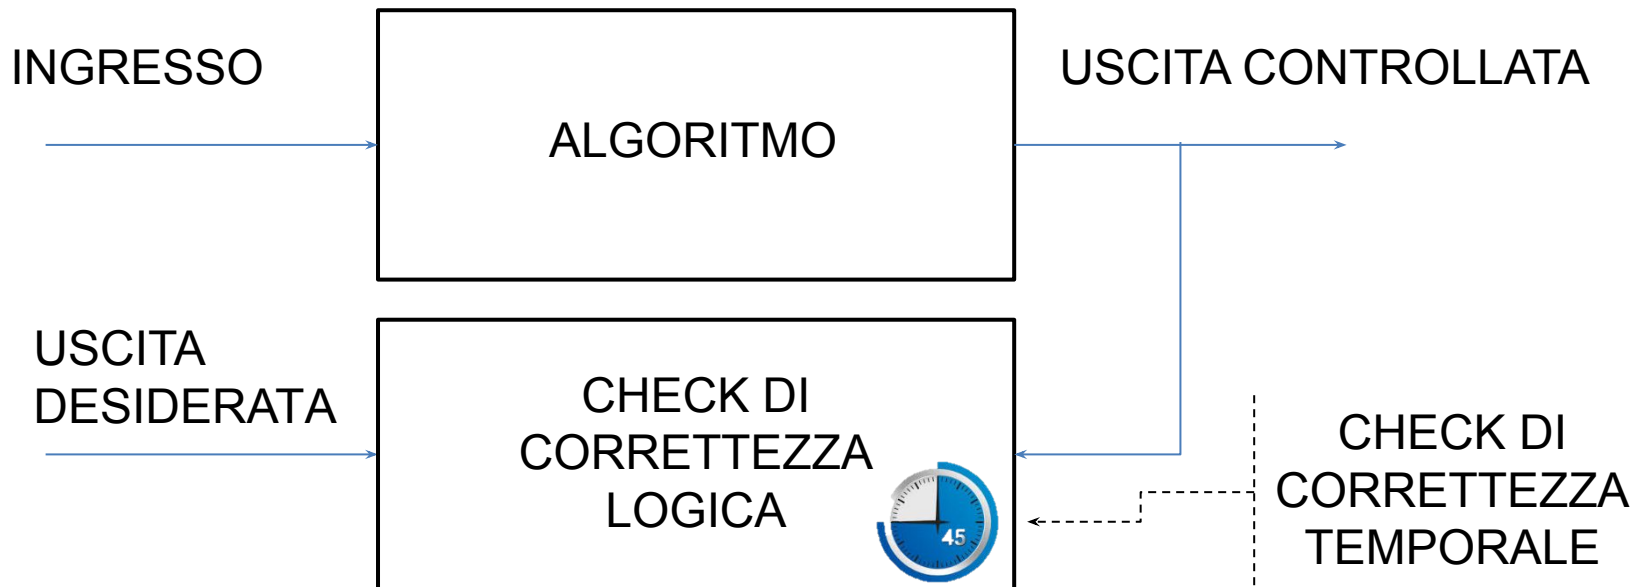 INGRESSO
ALGORITMO
USCITA CONTROLLATA
USCITA
DESIDERATA
CHECK DI
CORRETTEZZA
LOGICA
45
CHECK DI
CORRETTEZZA
TEMPORALE